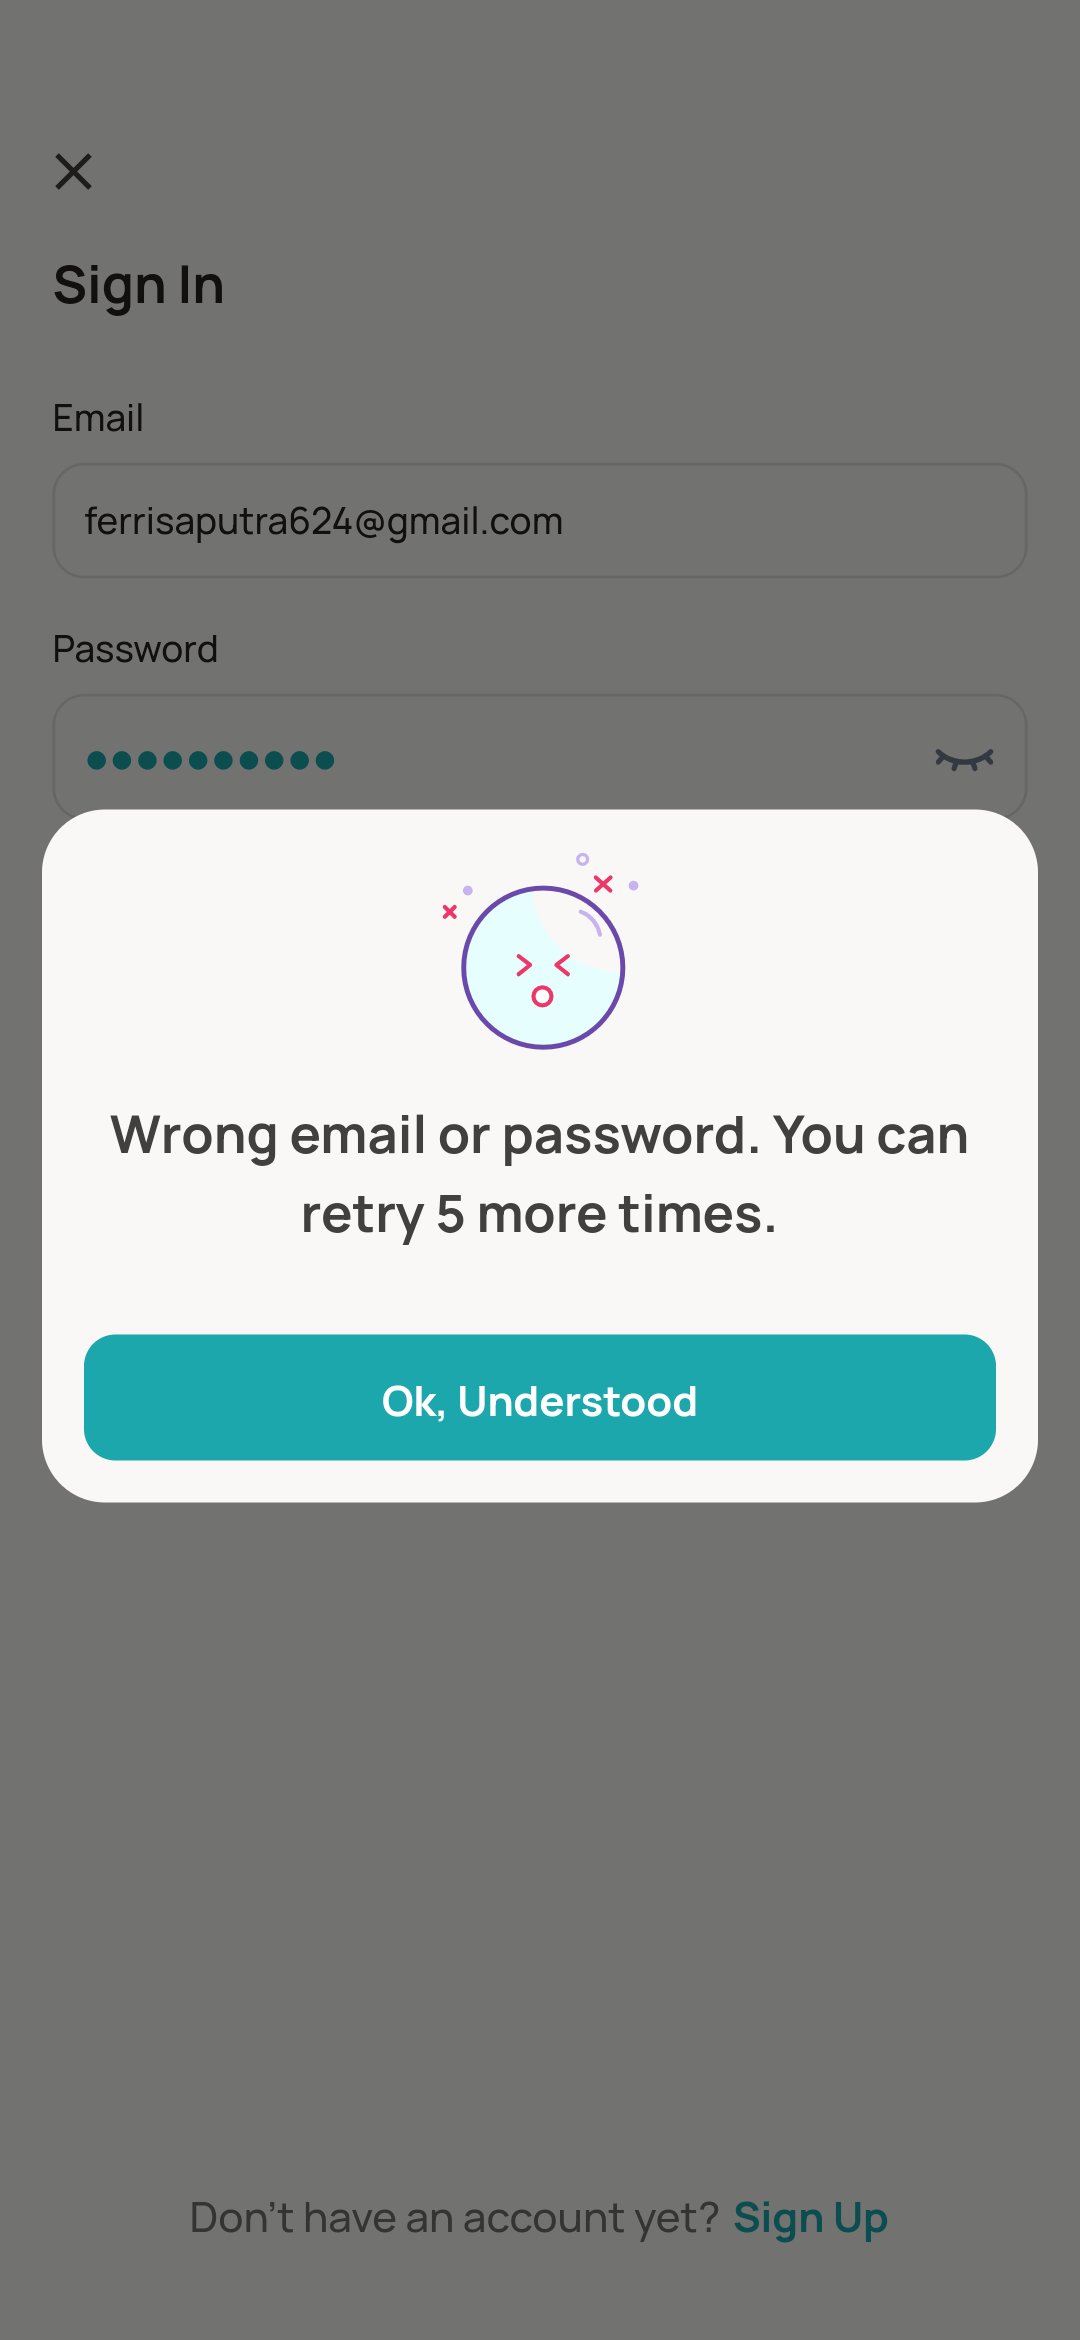 Sign In
Email
ferrisaputra624@gmail.com
Password
Wrong email or password. You can
retry 5 more times.
Ok, Understood
Don't have an account yet? Sign Up